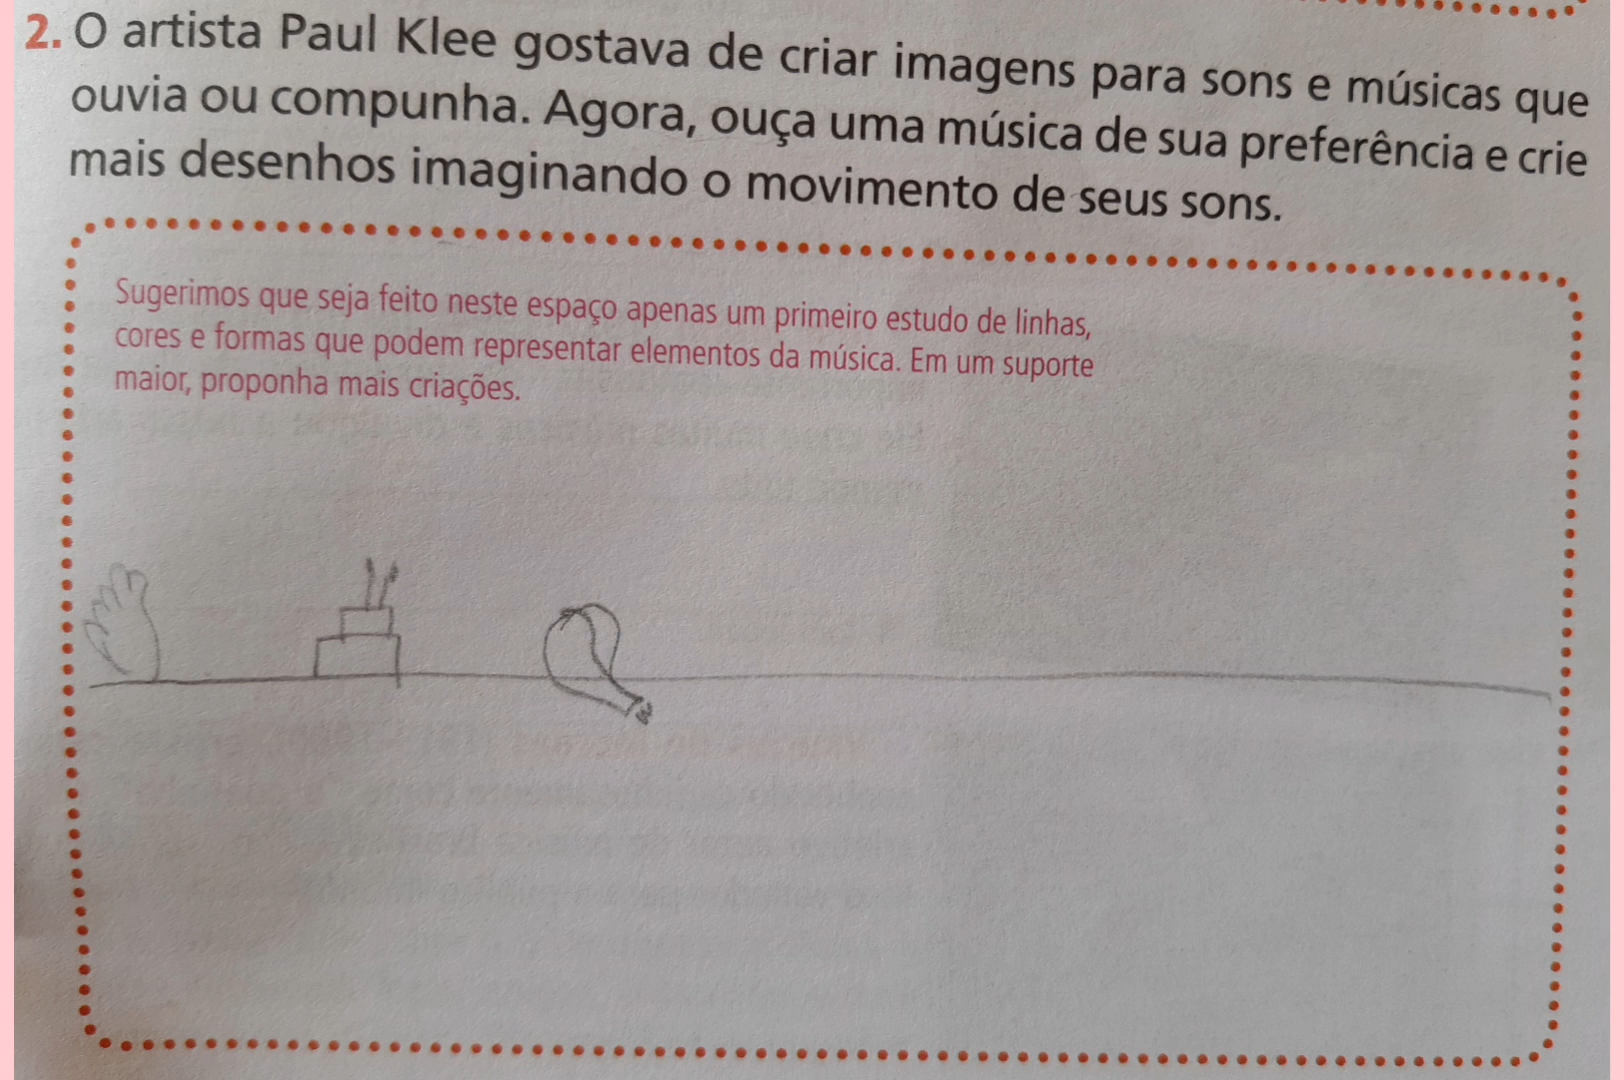 2. O artista Paul Klee gostava de criar imagens para sons e músicas que
ouvia ou compunha. Agora, ouça uma música de sua preferência e crie
mais desenhos imaginando o movimento de seus sons.
Sugerimos que seja feito neste espaço apenas um primeiro estudo de linhas,
cores e formas que podem representar elementos da música. Em um suporte
maior, proponha mais criações.